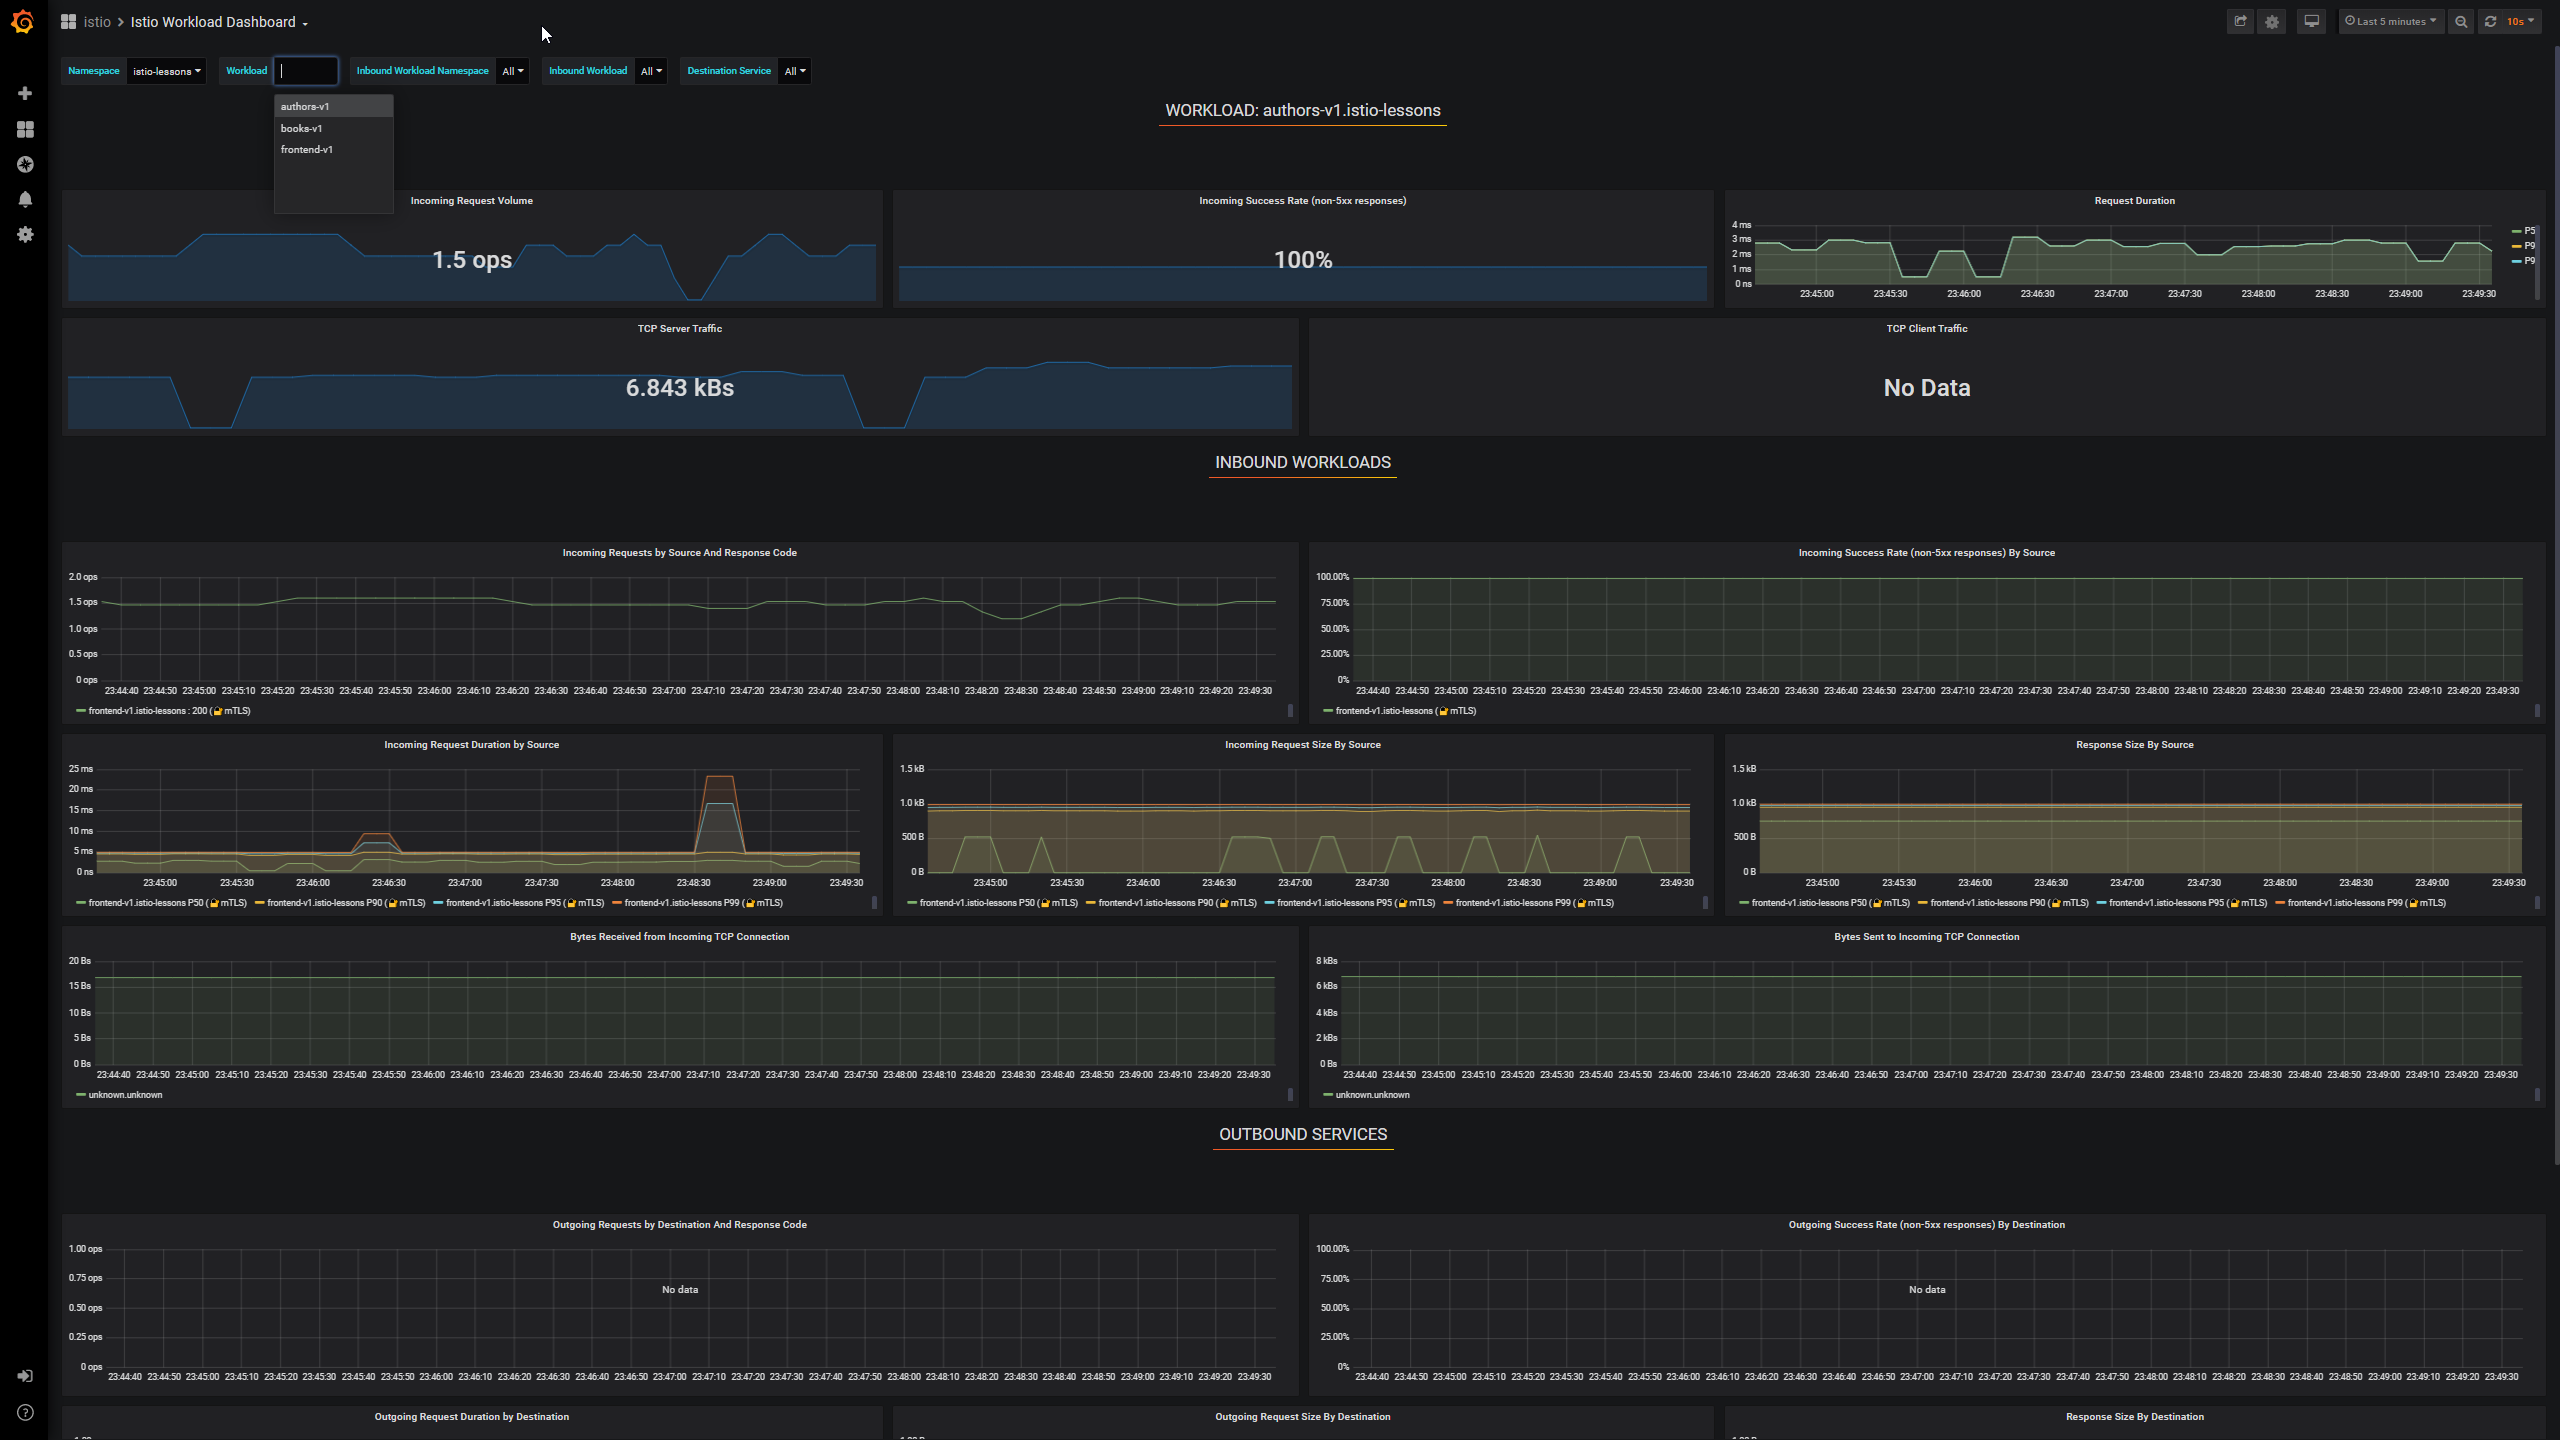 istio > Istio Workload Dashboard
Last 5 minutes
10s
Namespace istio-lessons Workload Inbound Workload Namespace All Inbound Workload All Destination Service All
authors-v1
books-v1
frontend-v1
WORKLOAD: authors-v1.istio-lessons
Incoming Request Volume
1.5 ops
Incoming Success Rate (non-5xx responses)
100%
Request Duration
4 ms
3 ms
2 ms
1 ms
0 ns
23:45:00 23:45:30 23:46:00 23:46:30 23:47:00 23:47:30 23:48:00 23:48:30 23:49:00 23:49:30
P5
P9
P9
TCP Server Traffic
6.843 kBs
TCP Client Traffic
No Data
INBOUND WORKLOADS
Incoming Requests by Source And Response Code
2.0 ops
1.5 ops
1.0 ops
0.5 ops
0 ops
23:44:40 23:44:50 23:45:00 23:45:10 23:45:20 23:45:30 23:45:40 23:45:50 23:46:00 23:46:10 23:46:20 23:46:30 23:46:40 23:46:50 23:47:00 23:47:10 23:47:20 23:47:30 23:47:40 23:47:50 23:48:00 23:48:10 23:48:20 23:48:30 23:48:40 23:48:50 23:49:00 23:49:10 23:49:20 23:49:30
frontend-v1.istio-lessons : 200 (🔐 mTLS)
Incoming Success Rate (non-5xx responses) By Source
100.00%
75.00%
50.00%
25.00%
0%
23:44:40 23:44:50 23:45:00 23:45:10 23:45:20 23:45:30 23:45:40 23:45:50 23:46:00 23:46:10 23:46:20 23:46:30 23:46:40 23:46:50 23:47:00 23:47:10 23:47:20 23:47:30 23:47:40 23:47:50 23:48:00 23:48:10 23:48:20 23:48:30 23:48:40 23:48:50 23:49:00 23:49:10 23:49:20 23:49:30
frontend-v1.istio-lessons (🔐 mTLS)
Incoming Request Duration by Source
25 ms
20 ms
15 ms
10 ms
5 ms
0 ns
23:45:00 23:45:30 23:46:00 23:46:30 23:47:00 23:47:30 23:48:00 23:48:30 23:49:00 23:49:30
frontend-v1.istio-lessons P50 (🔐 mTLS) frontend-v1.istio-lessons P90 (🔐 mTLS) frontend-v1.istio-lessons P95 (🔐 mTLS) frontend-v1.istio-lessons P99 (🔐 mTLS)
Incoming Request Size By Source
1.5 kB
1.0 kB
500 B
0 B
23:45:00 23:45:30 23:46:00 23:46:30 23:47:00 23:47:30 23:48:00 23:48:30 23:49:00 23:49:30
frontend-v1.istio-lessons P50 (🔐 mTLS) frontend-v1.istio-lessons P90 (🔐 mTLS) frontend-v1.istio-lessons P95 (🔐 mTLS) frontend-v1.istio-lessons P99 (🔐 mTLS)
Response Size By Source
1.5 kB
1.0 kB
500 B
0 B
23:45:00 23:45:30 23:46:00 23:46:30 23:47:00 23:47:30 23:48:00 23:48:30 23:49:00 23:49:30
frontend-v1.istio-lessons P50 (🔐 mTLS) frontend-v1.istio-lessons P90 (🔐 mTLS) frontend-v1.istio-lessons P95 (🔐 mTLS) frontend-v1.istio-lessons P99 (🔐 mTLS)
Bytes Received from Incoming TCP Connection
20 Bs
15 Bs
10 Bs
5 Bs
0 Bs
23:44:40 23:44:50 23:45:00 23:45:10 23:45:20 23:45:30 23:45:40 23:45:50 23:46:00 23:46:10 23:46:20 23:46:30 23:46:40 23:46:50 23:47:00 23:47:10 23:47:20 23:47:30 23:47:40 23:47:50 23:48:00 23:48:10 23:48:20 23:48:30 23:48:40 23:48:50 23:49:00 23:49:10 23:49:20 23:49:30
unknown.unknown
Bytes Sent to Incoming TCP Connection
8 kBs
6 kBs
4 kBs
2 kBs
0 Bs
23:44:40 23:44:50 23:45:00 23:45:10 23:45:20 23:45:30 23:45:40 23:45:50 23:46:00 23:46:10 23:46:20 23:46:30 23:46:40 23:46:50 23:47:00 23:47:10 23:47:20 23:47:30 23:47:40 23:47:50 23:48:00 23:48:10 23:48:20 23:48:30 23:48:40 23:48:50 23:49:00 23:49:10 23:49:20 23:49:30
unknown.unknown
OUTBOUND SERVICES
Outgoing Requests by Destination And Response Code
1.00 ops
0.75 ops
0.50 ops
0.25 ops
0 ops
No data
23:44:40 23:44:50 23:45:00 23:45:10 23:45:20 23:45:30 23:45:40 23:45:50 23:46:00 23:46:10 23:46:20 23:46:30 23:46:40 23:46:50 23:47:00 23:47:10 23:47:20 23:47:30 23:47:40 23:47:50 23:48:00 23:48:10 23:48:20 23:48:30 23:48:40 23:48:50 23:49:00 23:49:10 23:49:20 23:49:30
Outgoing Success Rate (non-5xx responses) By Destination
100.00%
75.00%
50.00%
25.00%
0%
No data
23:44:40 23:44:50 23:45:00 23:45:10 23:45:20 23:45:30 23:45:40 23:45:50 23:46:00 23:46:10 23:46:20 23:46:30 23:46:40 23:46:50 23:47:00 23:47:10 23:47:20 23:47:30 23:47:40 23:47:50 23:48:00 23:48:10 23:48:20 23:48:30 23:48:40 23:48:50 23:49:00 23:49:10 23:49:20 23:49:30
Outgoing Request Duration by Destination
Outgoing Request Size By Destination
Response Size By Destination